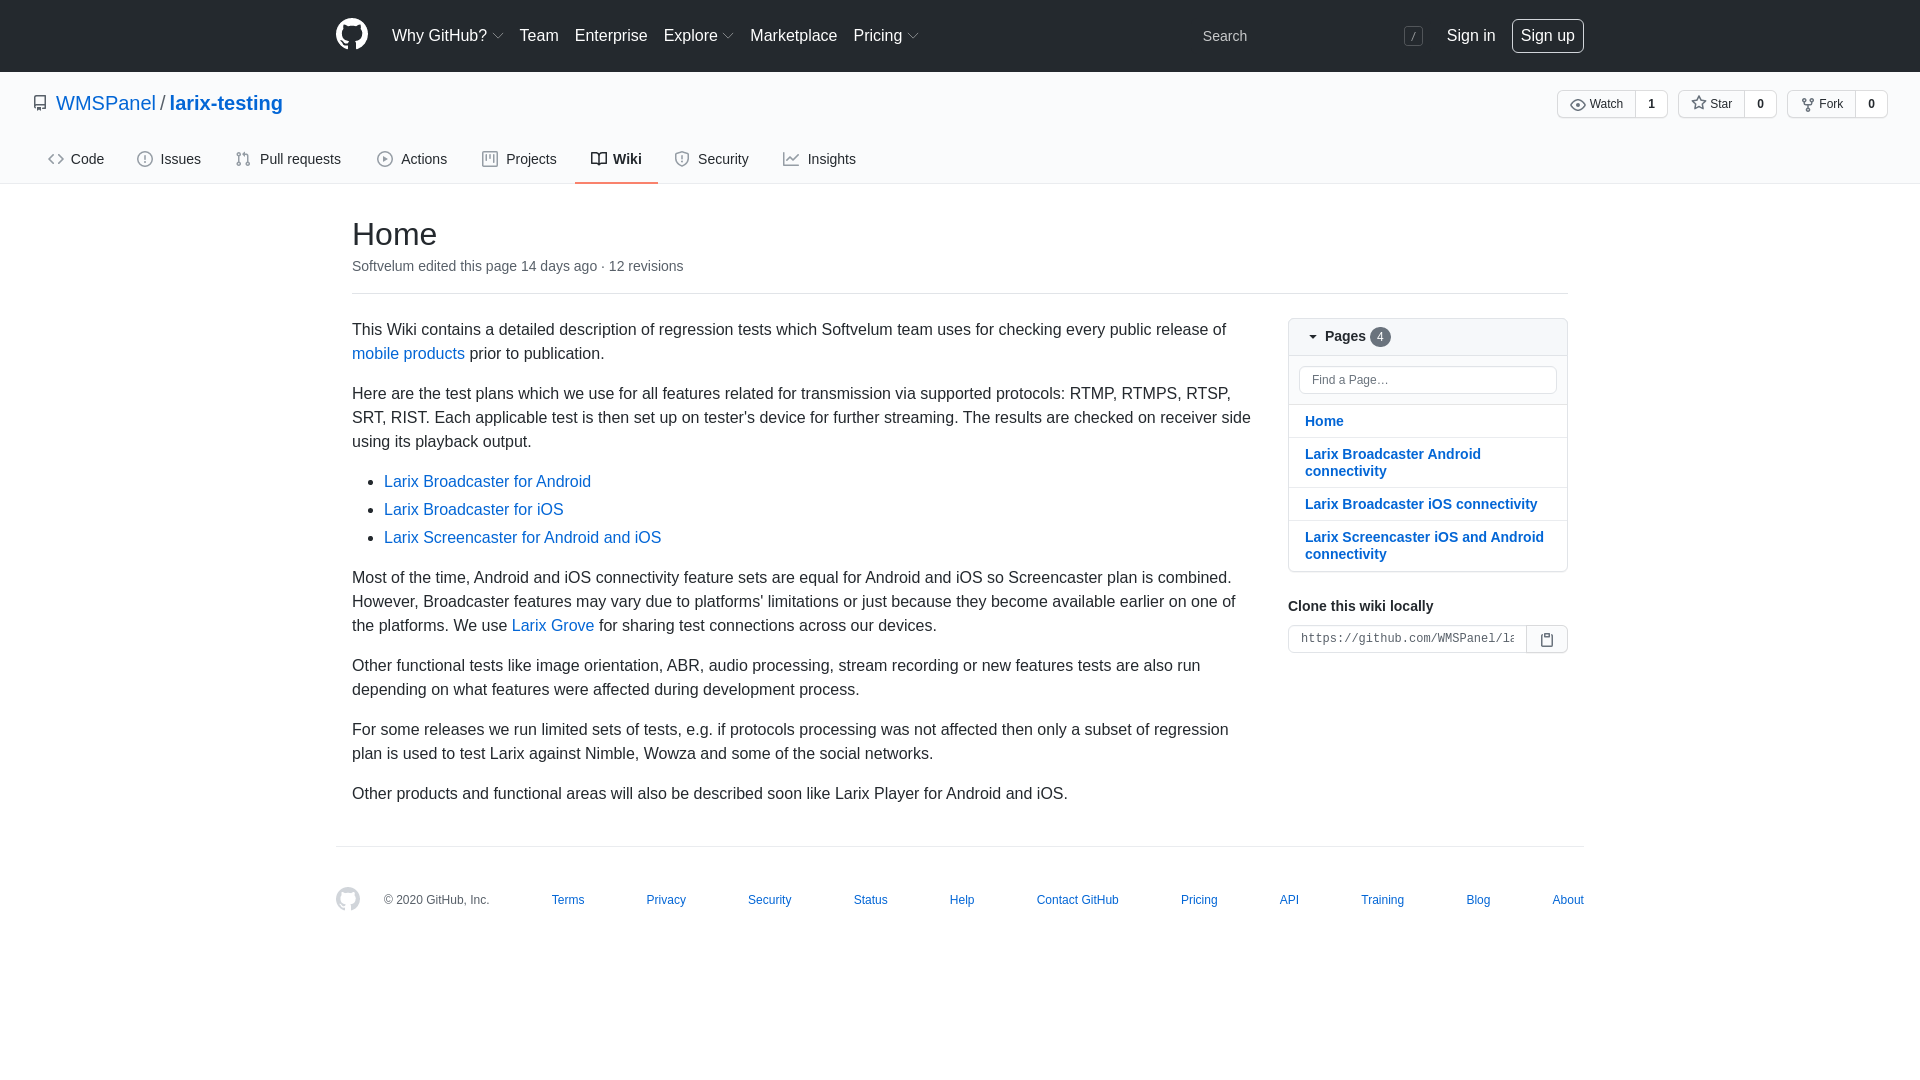 Why GitHub? Team Enterprise Explore Marketplace Pricing Search / Sign in Sign up
WMSPanel / larix-testing
Watch 1 Star 0 Fork 0
Code Issues Pull requests Actions Projects Wiki Security Insights
Home
Softvelum edited this page 14 days ago · 12 revisions
This Wiki contains a detailed description of regression tests which Softvelum team uses for checking every public release of
mobile products prior to publication.
Here are the test plans which we use for all features related for transmission via supported protocols: RTMP, RTMPS, RTSP,
SRT, RIST. Each applicable test is then set up on tester's device for further streaming. The results are checked on receiver side
using its playback output.
Larix Broadcaster for Android
Larix Broadcaster for iOS
Larix Screencaster for Android and iOS
Most of the time, Android and iOS connectivity feature sets are equal for Android and iOS so Screencaster plan is combined.
However, Broadcaster features may vary due to platforms' limitations or just because they become available earlier on one of
the platforms. We use Larix Grove for sharing test connections across our devices.
Other functional tests like image orientation, ABR, audio processing, stream recording or new features tests are also run
depending on what features were affected during development process.
For some releases we run limited sets of tests, e.g. if protocols processing was not affected then only a subset of regression
plan is used to test Larix against Nimble, Wowza and some of the social networks.
Other products and functional areas will also be described soon like Larix Player for Android and iOS.
Pages 4
Find a Page…
Home
Larix Broadcaster Android
connectivity
Larix Broadcaster iOS connectivity
Larix Screencaster iOS and Android
connectivity
Clone this wiki locally
https://github.com/WMSPanel/la
© 2020 GitHub, Inc. Terms Privacy Security Status Help Contact GitHub Pricing API Training Blog About